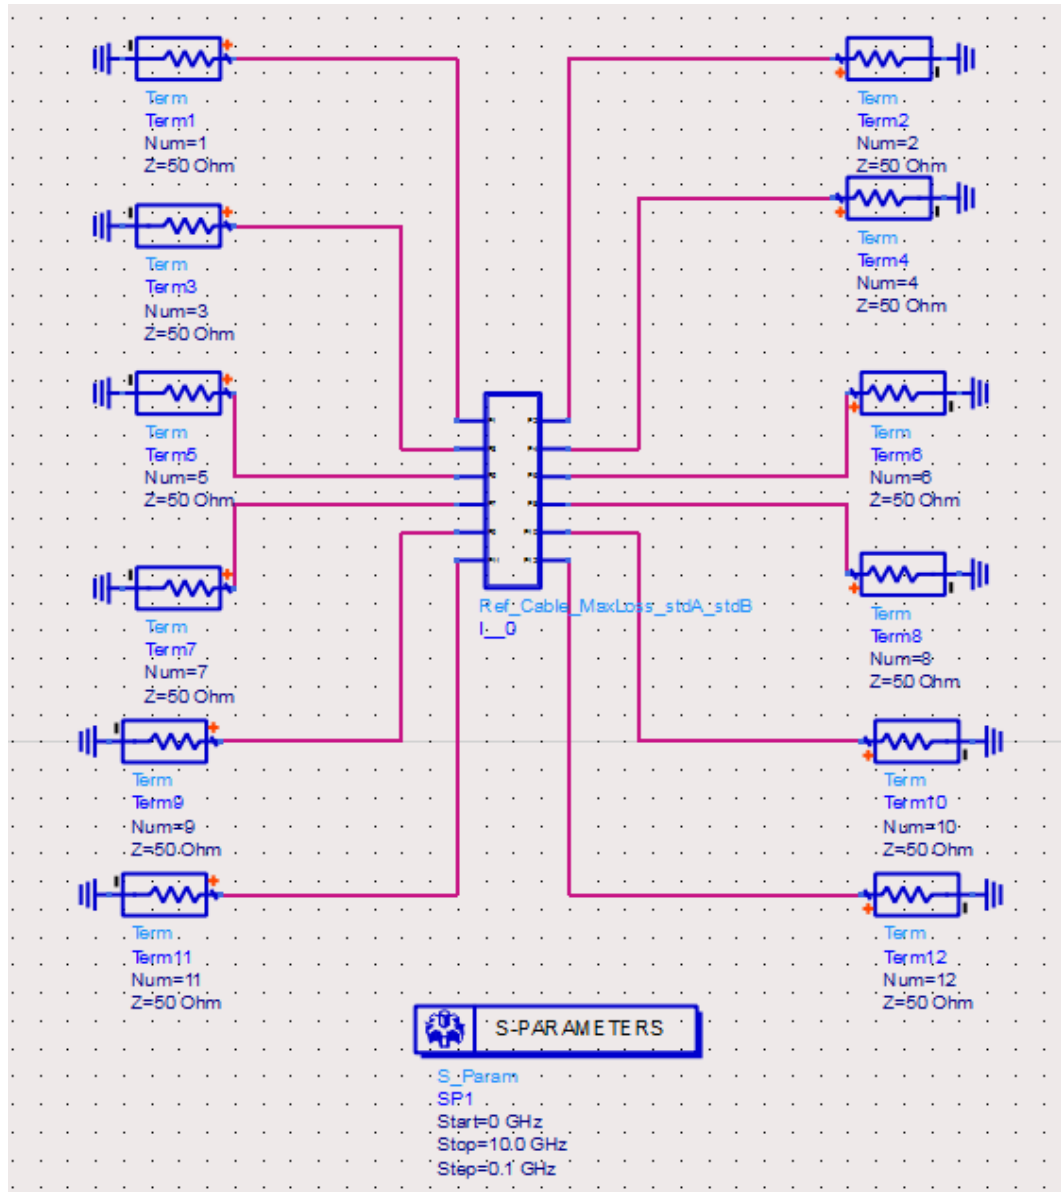 Term
Term1
Num=1
Z=50 Ohm
Term
Term2
Num=2
Z=50 Ohm
Term
Term3
Num=3
Z=50 Ohm
Term
Term4
Num=4
Z=50 Ohm
Term
Term5
Num=5
Z=50 Ohm
Term
Term6
Num=6
Z=50 Ohm
Ref_Cable_MaxLoss_stdA_stdB
I__0
Term
Term7
Num=7
Z=50 Ohm
Term
Term8
Num=8
Z=50 Ohm
Term
Term9
Num=9
Z=50 Ohm
Term
Term10
Num=10
Z=50 Ohm
Term
Term11
Num=11
Z=50 Ohm
Term
Term12
Num=12
Z=50 Ohm
S-PARAMETERS
S_Param
SP1
Start=0 GHz
Stop=10.0 GHz
Step=0.1 GHz